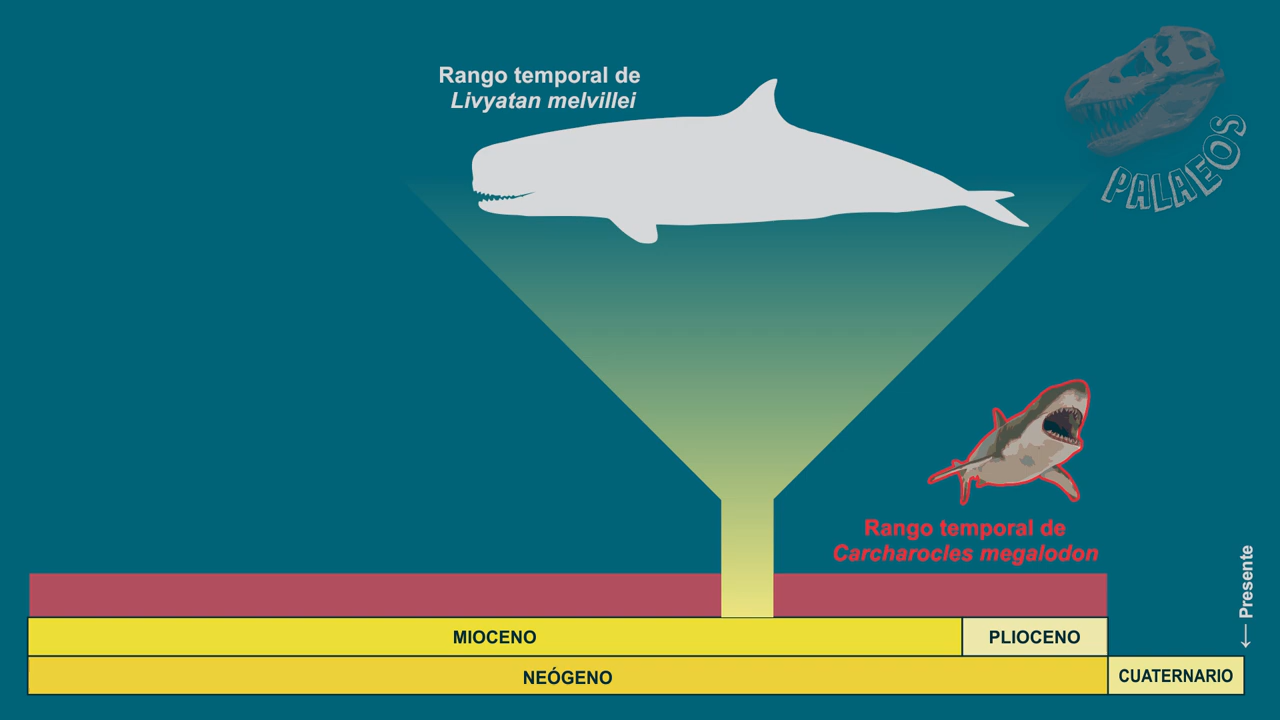 Rango temporal de
Livyatan melvillei
PALAEOS
Rango temporal de
Carcharocles megalodon
← Presente
MIOCENO
PLIOCENO
NEÓGENO
CUATERNARIO